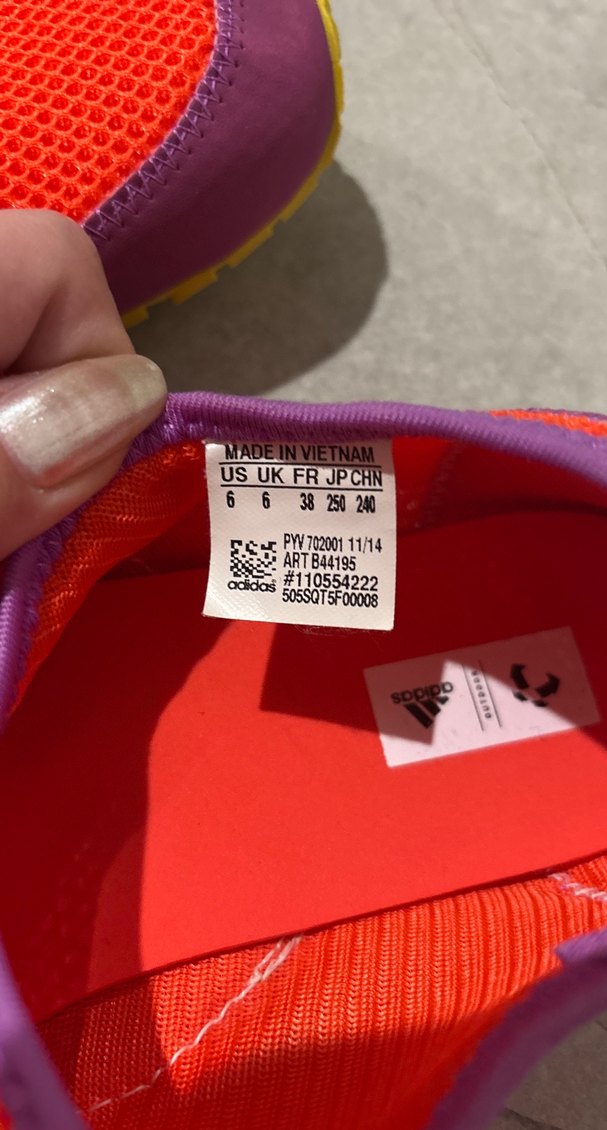 MADE IN VIETNAM
US UK FR JP CHN
6 6 38 250 240
PYV 702001 11/14
ART B44195
adidas #110554222
505SQT5F00008
adidas outdoor